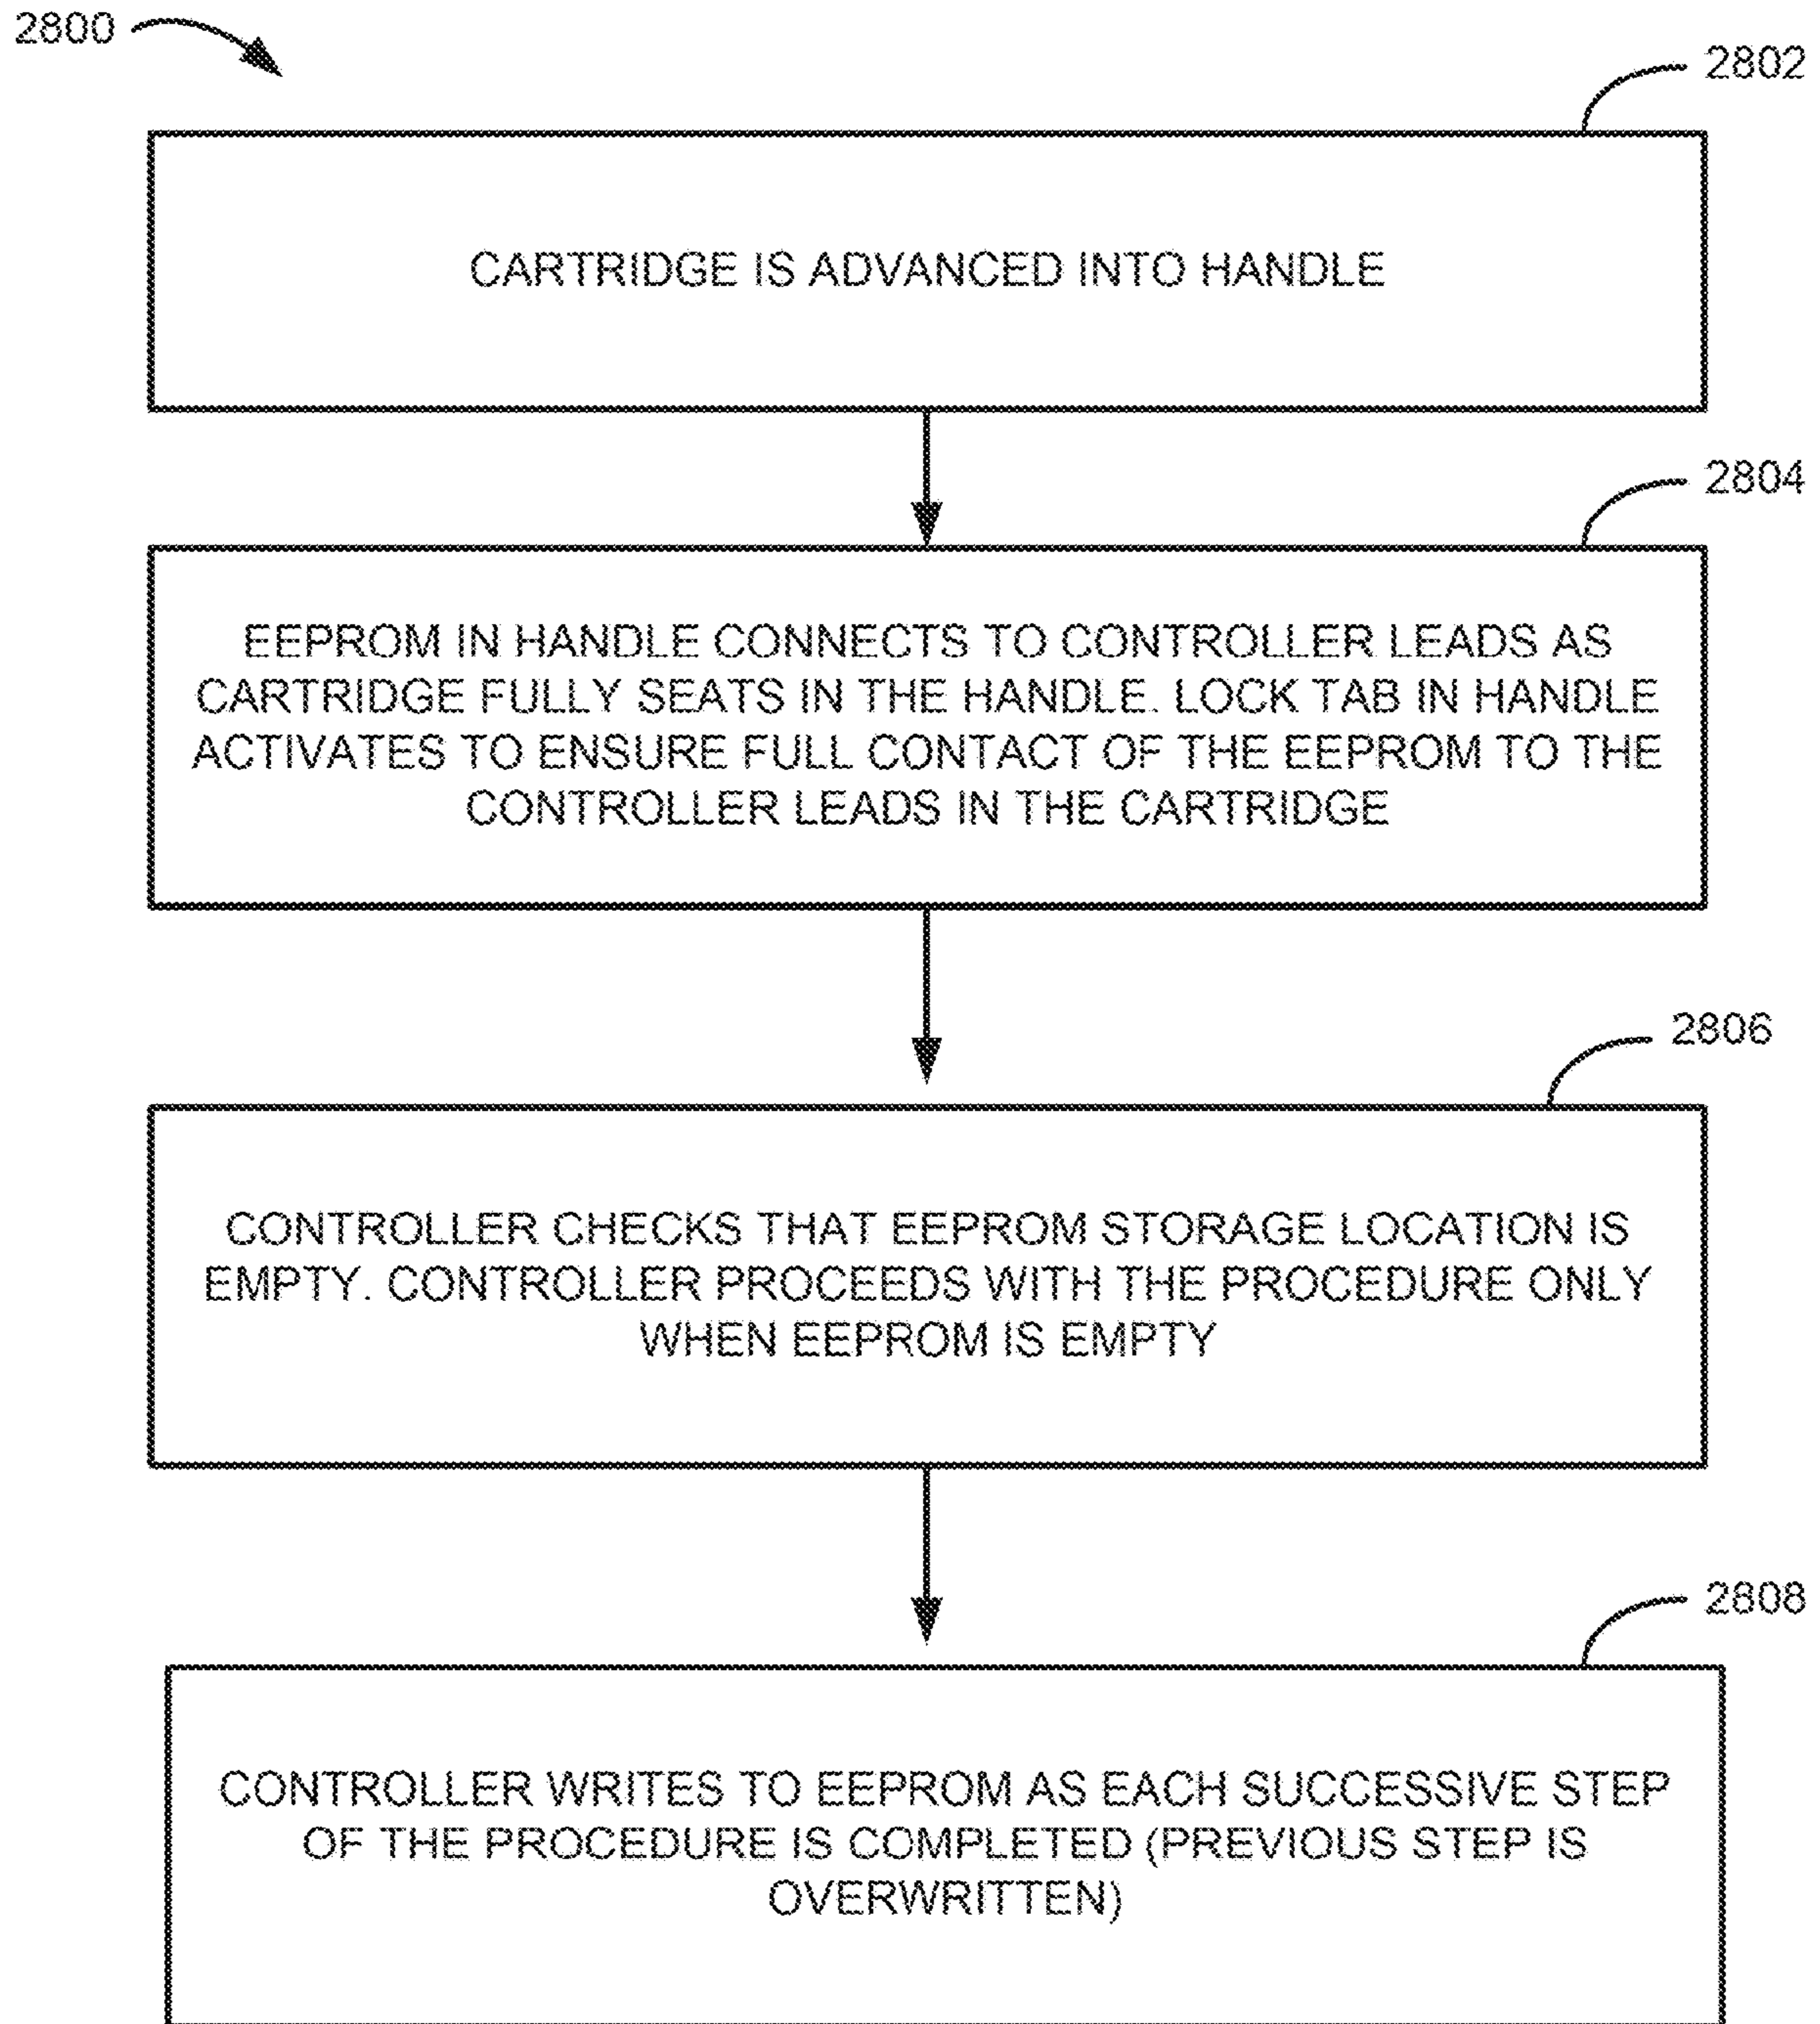 2800
2802
CARTRIDGE IS ADVANCED INTO HANDLE
2804
EEPROM IN HANDLE CONNECTS TO CONTROLLER LEADS AS
CARTRIDGE FULLY SEATS IN THE HANDLE. LOCK TAB IN HANDLE
ACTIVATES TO ENSURE FULL CONTACT OF THE EEPROM TO THE
CONTROLLER LEADS IN THE CARTRIDGE
2806
CONTROLLER CHECKS THAT EEPROM STORAGE LOCATION IS
EMPTY. CONTROLLER PROCEEDS WITH THE PROCEDURE ONLY
WHEN EEPROM IS EMPTY
2808
CONTROLLER WRITES TO EEPROM AS EACH SUCCESSIVE STEP
OF THE PROCEDURE IS COMPLETED (PREVIOUS STEP IS
OVERWRITTEN)